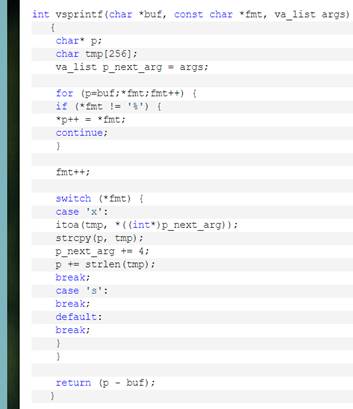 int vsprintf(char *buf, const char *fmt, va_list args)
{
char* p;
char tmp[256];
va_list p_next_arg = args;
for (p=buf;*fmt;fmt++) {
if (*fmt != '%') {
*p++ = *fmt;
continue;
}
fmt++;
switch (*fmt) {
case 'x':
itoa(tmp, *((int*)p_next_arg));
strcpy(p, tmp);
p_next_arg += 4;
p += strlen(tmp);
break;
case 's':
break;
default:
break;
}
}
return (p - buf);
}